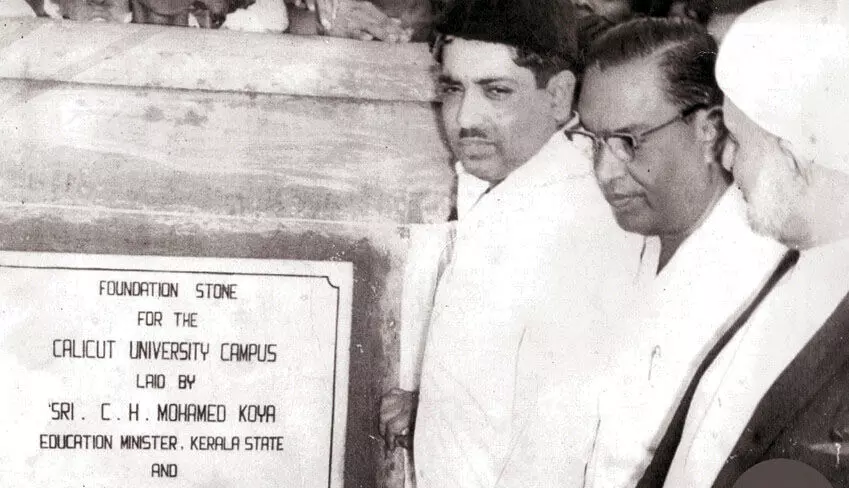 FOUNDATION STONE
FOR THE
CALICUT UNIVERSITY CAMPUS
LAID BY
'SRI. C. H. MOHAMED KOYA
EDUCATION MINISTER, KERALA STATE
AND